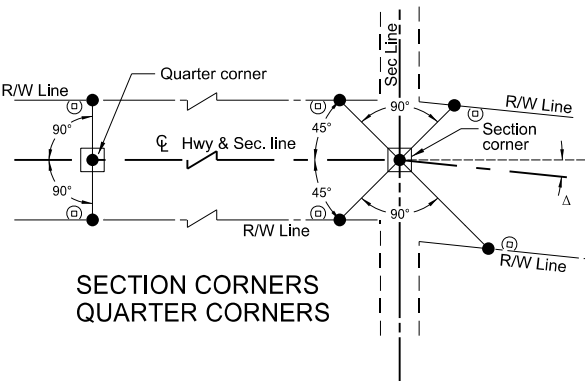 Sec Line
Quarter corner
R/W Line
R/W Line
90°
90°
45°
℄ Hwy & Sec. line
Section
corner
90°
45°
Δ
90°
R/W Line
R/W Line
SECTION CORNERS
QUARTER CORNERS